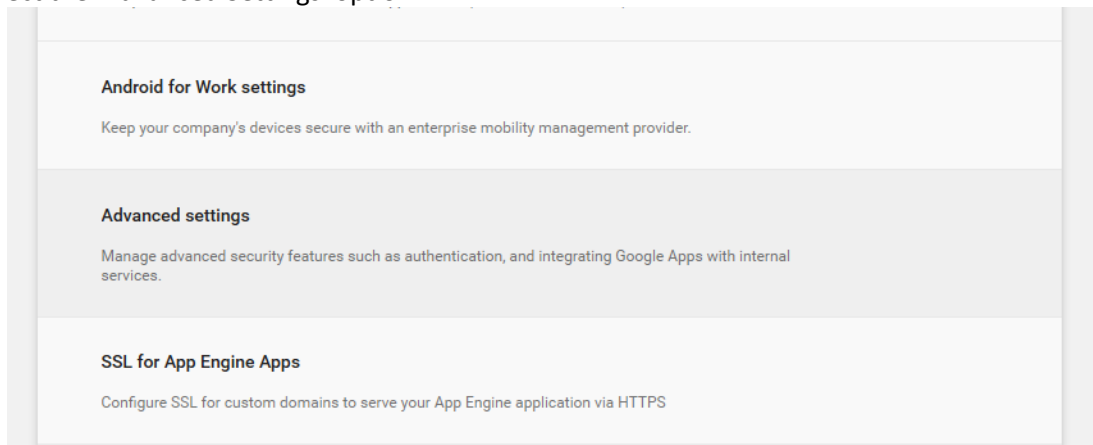 Android for Work settings
Keep your company's devices secure with an enterprise mobility management provider.
Advanced settings
Manage advanced security features such as authentication, and integrating Google Apps with internal
services.
SSL for App Engine Apps
Configure SSL for custom domains to serve your App Engine application via HTTPS